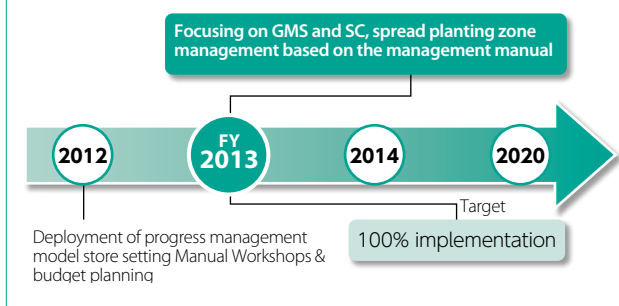 Focusing on GMS and SC, spread planting zone
management based on the management manual
2012
FY
2013
2014
2020
Target
100% implementation
Deployment of progress management
model store setting Manual Workshops &
budget planning